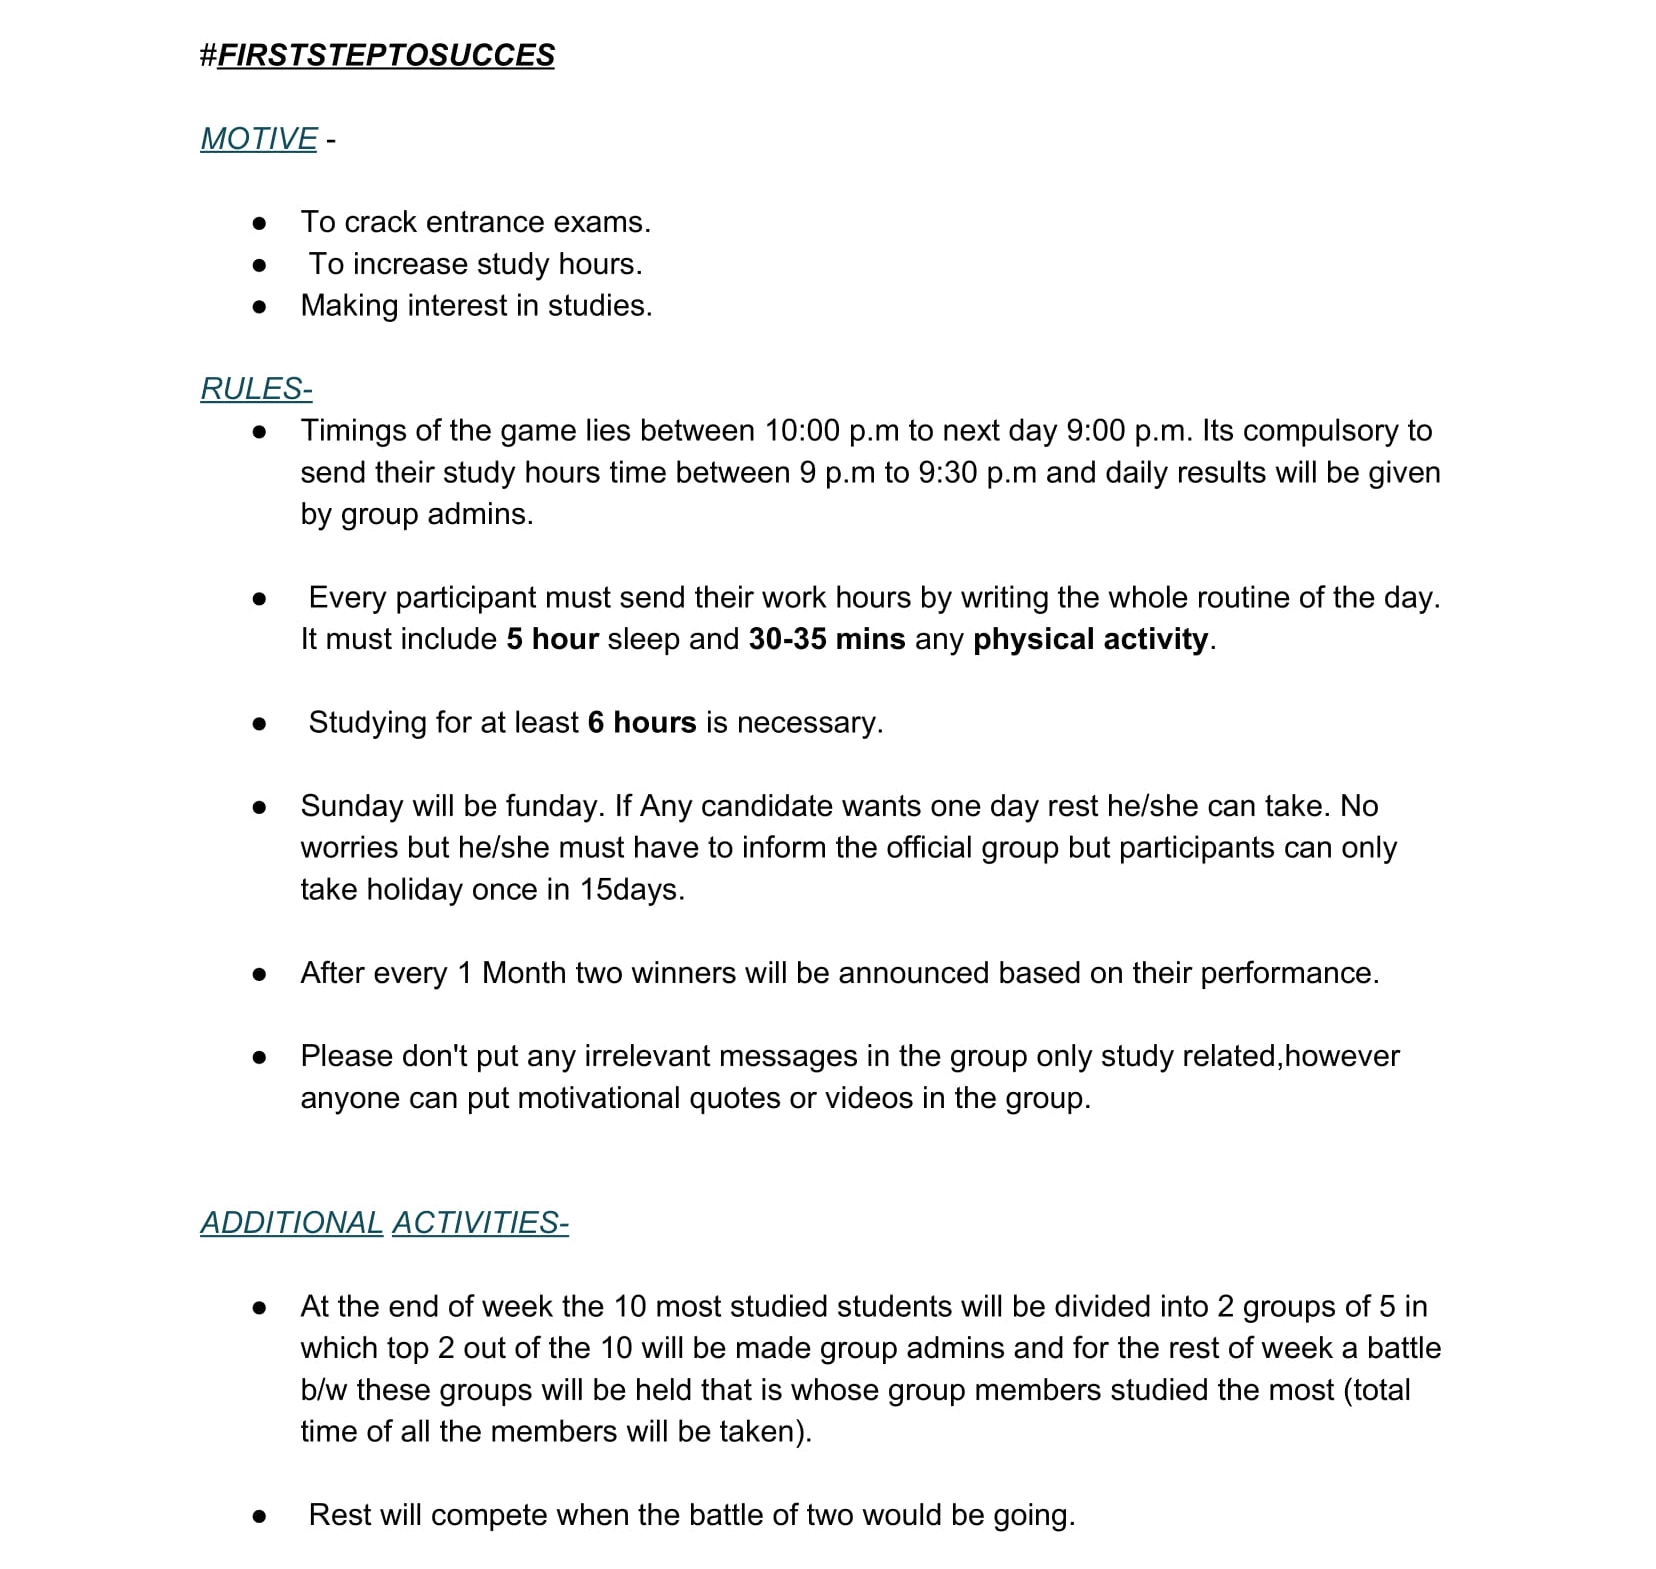 #FIRSTSTEPTOSUCCES
MOTIVE -
● To crack entrance exams.
● To increase study hours.
● Making interest in studies.
RULES-
● Timings of the game lies between 10:00 p.m to next day 9:00 p.m. Its compulsory to
send their study hours time between 9 p.m to 9:30 p.m and daily results will be given
by group admins.
● Every participant must send their work hours by writing the whole routine of the day.
It must include 5 hour sleep and 30-35 mins any physical activity.
● Studying for at least 6 hours is necessary.
● Sunday will be funday. If Any candidate wants one day rest he/she can take. No
worries but he/she must have to inform the official group but participants can only
take holiday once in 15days.
● After every 1 Month two winners will be announced based on their performance.
● Please don't put any irrelevant messages in the group only study related,however
anyone can put motivational quotes or videos in the group.
ADDITIONAL ACTIVITIES-
● At the end of week the 10 most studied students will be divided into 2 groups of 5 in
which top 2 out of the 10 will be made group admins and for the rest of week a battle
b/w these groups will be held that is whose group members studied the most (total
time of all the members will be taken).
● Rest will compete when the battle of two would be going.